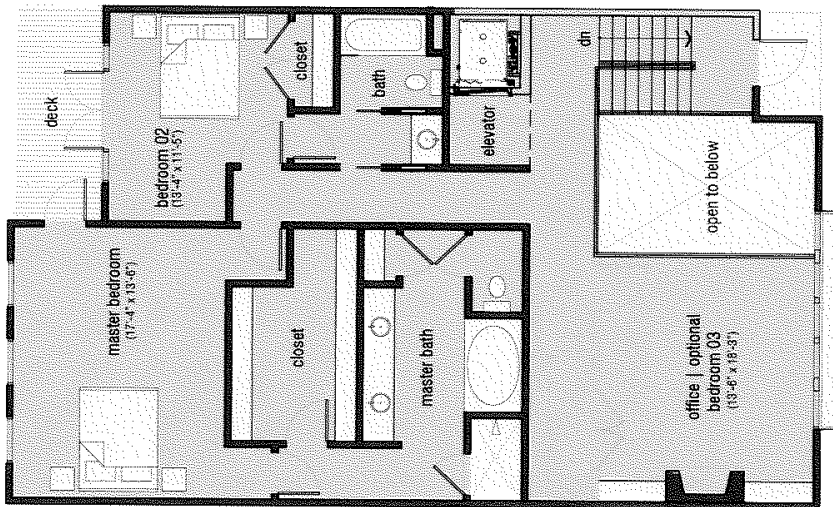 deck
bedroom 02
(13'-4" x 11'-5")
closet
bath
elevator
dn
open to below
master bedroom
(17'-4" x 13'-6")
closet
master bath
office | optional
bedroom 03
(13'-6" x 18'-3")